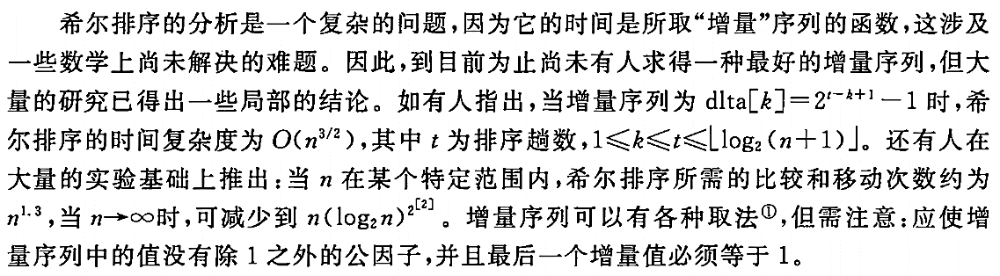 希尔排序的分析是一个复杂的问题,因为它的时间是所取“增量”序列的函数,这涉及
一些数学上尚未解决的难题。因此,到目前为止尚未有人求得一种最好的增量序列,但大
量的研究已得出一些局部的结论。如有人指出,当增量序列为 dlta[k]=2^{t-k+1}-1 时,希
尔排序的时间复杂度为 O(n^{3/2}),其中 t 为排序趟数,1≤k≤t≤⌊log₂(n+1)⌋。还有人在
大量的实验基础上推出:当 n 在某个特定范围内,希尔排序所需的比较和移动次数约为
n^{1.3},当 n→∞时,可减少到 n(log₂n)^{2[2]}。增量序列可以有各种取法①,但需注意:应使增
量序列中的值没有除 1 之外的公因子,并且最后一个增量值必须等于 1。